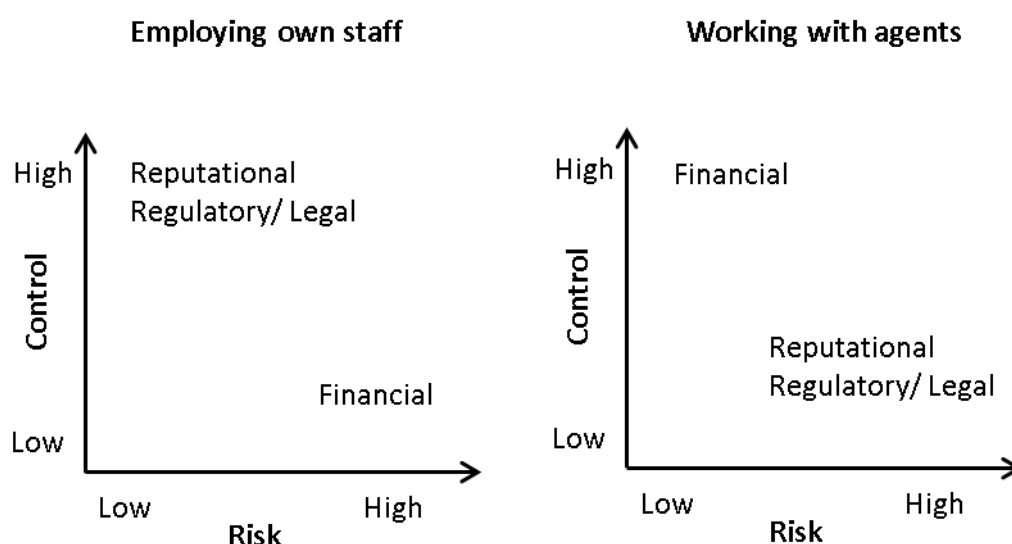 Employing own staff
High
Reputational
Regulatory/ Legal
Control
Financial
Low
Low
High
Risk
Working with agents
High
Financial
Control
Reputational
Regulatory/ Legal
Low
Low
High
Risk